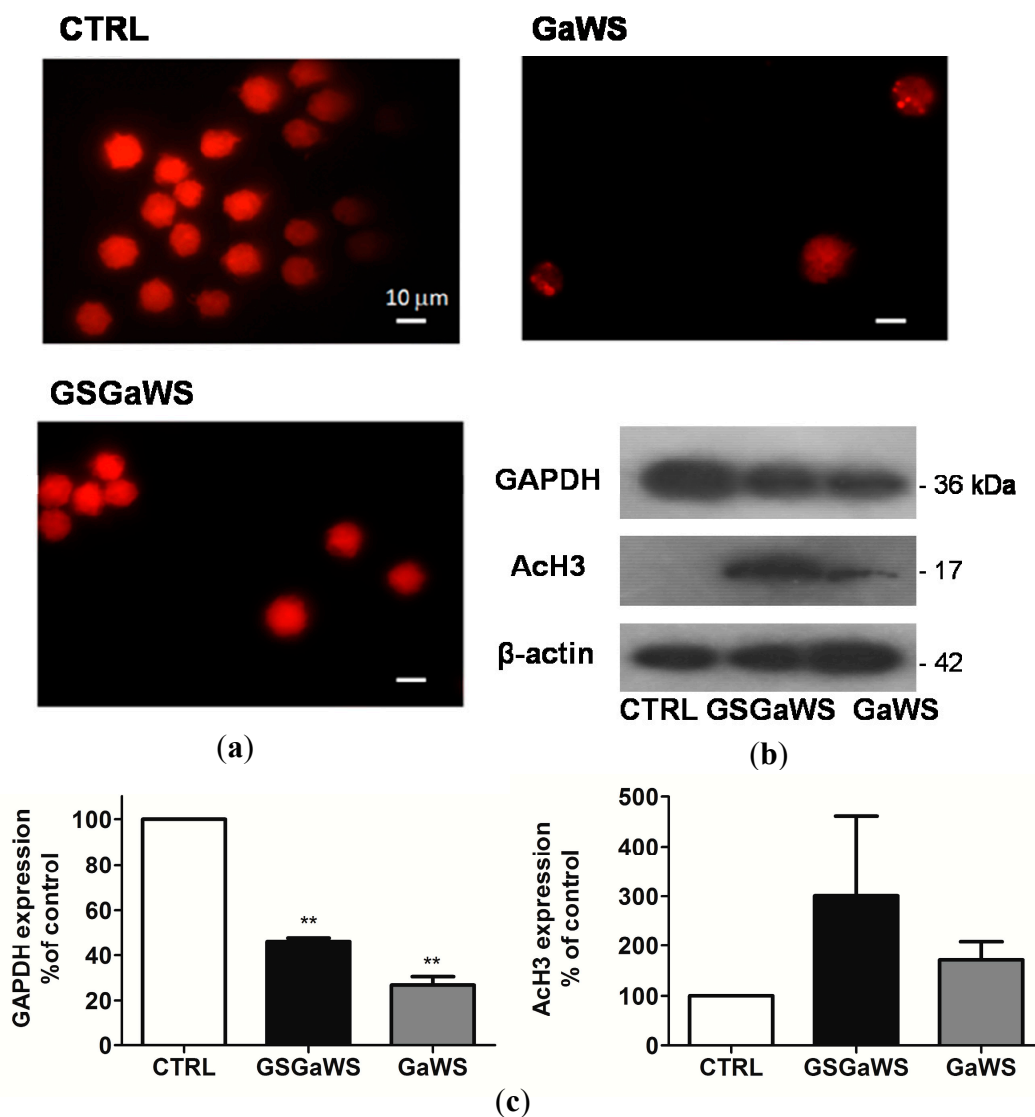 CTRL
GaWS
10 μm
GSGaWS
GAPDH
- 36 kDa
AcH3
- 17
β-actin
- 42
CTRL GSGaWS GaWS
(a)
(b)
GAPDH expression
%of control
100
80
60
40
20
0
**
**
CTRL
GSGaWS
GaWS
AcH3 expression
% of control
500
400
300
200
100
0
CTRL
GSGaWS
GaWS
(c)